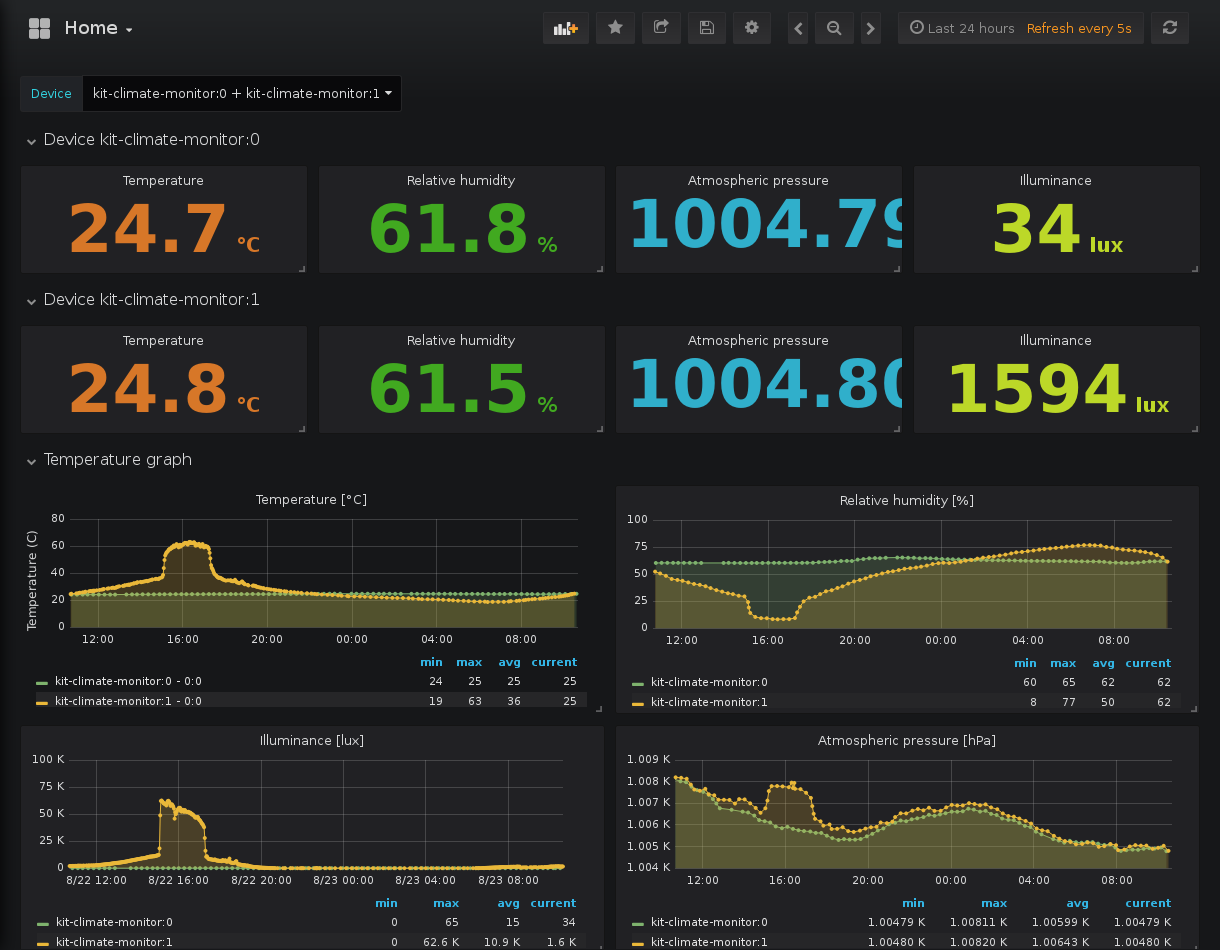 Home
Last 24 hours Refresh every 5s
Device kit-climate-monitor:0 + kit-climate-monitor:1
Device kit-climate-monitor:0
Temperature Relative humidity Atmospheric pressure Illuminance
24.7 °C 61.8 % 1004.79 34 lux
Device kit-climate-monitor:1
Temperature Relative humidity Atmospheric pressure Illuminance
24.8 °C 61.5 % 1004.80 1594 lux
Temperature graph
Temperature [°C]
Temperature (C)
80
60
40
20
0
12:00 16:00 20:00 00:00 04:00 08:00
min max avg current
kit-climate-monitor:0 - 0:0 24 25 25 25
kit-climate-monitor:1 - 0:0 19 63 36 25
Relative humidity [%]
100
75
50
25
0
12:00 16:00 20:00 00:00 04:00 08:00
min max avg current
kit-climate-monitor:0 60 65 62 62
kit-climate-monitor:1 8 77 50 62
Illuminance [lux]
100 K
75 K
50 K
25 K
0
8/22 12:00 8/22 16:00 8/22 20:00 8/23 00:00 8/23 04:00 8/23 08:00
min max avg current
kit-climate-monitor:0 0 65 15 34
kit-climate-monitor:1 0 62.6 K 10.9 K 1.6 K
Atmospheric pressure [hPa]
1.009 K
1.008 K
1.007 K
1.006 K
1.005 K
1.004 K
12:00 16:00 20:00 00:00 04:00 08:00
min max avg current
kit-climate-monitor:0 1.00479 K 1.00811 K 1.00599 K 1.00479 K
kit-climate-monitor:1 1.00480 K 1.00820 K 1.00643 K 1.00480 K